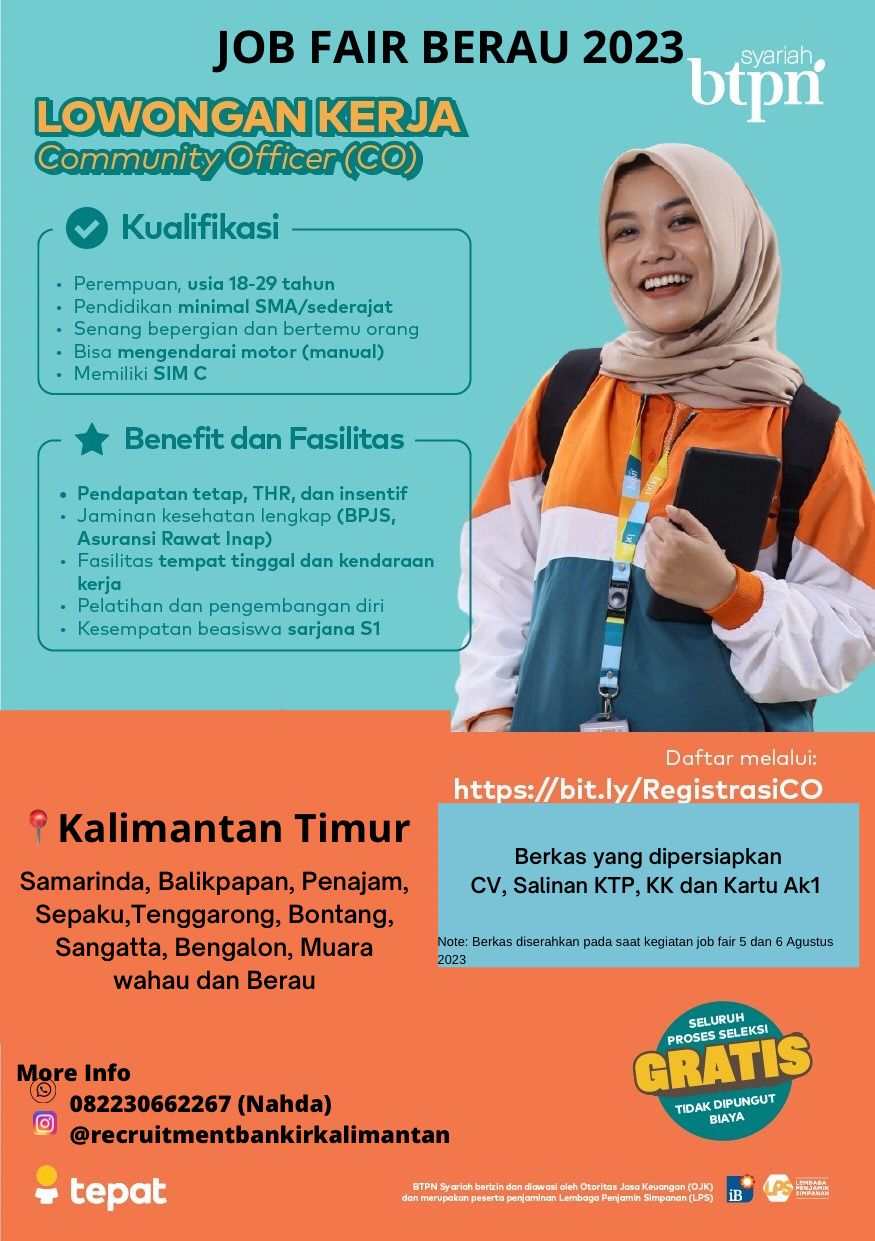 JOB FAIR BERAU 2023
syariah
btpn
LOWONGAN KERJA
Community Officer (CO)
Kualifikasi
• Perempuan, usia 18-29 tahun
• Pendidikan minimal SMA/sederajat
• Senang bepergian dan bertemu orang
• Bisa mengendarai motor (manual)
• Memiliki SIM C
Benefit dan Fasilitas
• Pendapatan tetap, THR, dan insentif
• Jaminan kesehatan lengkap (BPJS,
Asuransi Rawat Inap)
• Fasilitas tempat tinggal dan kendaraan
kerja
• Pelatihan dan pengembangan diri
• Kesempatan beasiswa sarjana S1
Daftar melalui:
https://bit.ly/RegistrasiCO
Berkas yang dipersiapkan
CV, Salinan KTP, KK dan Kartu Ak1
Note: Berkas diserahkan pada saat kegiatan job fair 5 dan 6 Agustus
2023
Kalimantan Timur
Samarinda, Balikpapan, Penajam,
Sepaku,Tenggarong, Bontang,
Sangatta, Bengalon, Muara
wahau dan Berau
SELURUH
PROSES SELEKSI
GRATIS
TIDAK DIPUNGUT
BIAYA
More Info
082230662267 (Nahda)
@recruitmentbankirkalimantan
tepat
BTPN Syariah berizin dan diawasi oleh Otoritas Jasa Keuangan (OJK)
dan merupakan peserta penjaminan Lembaga Penjamin Simpanan (LPS)
iB
LPS
LEMBAGA
PENJAMIN
SIMPANAN